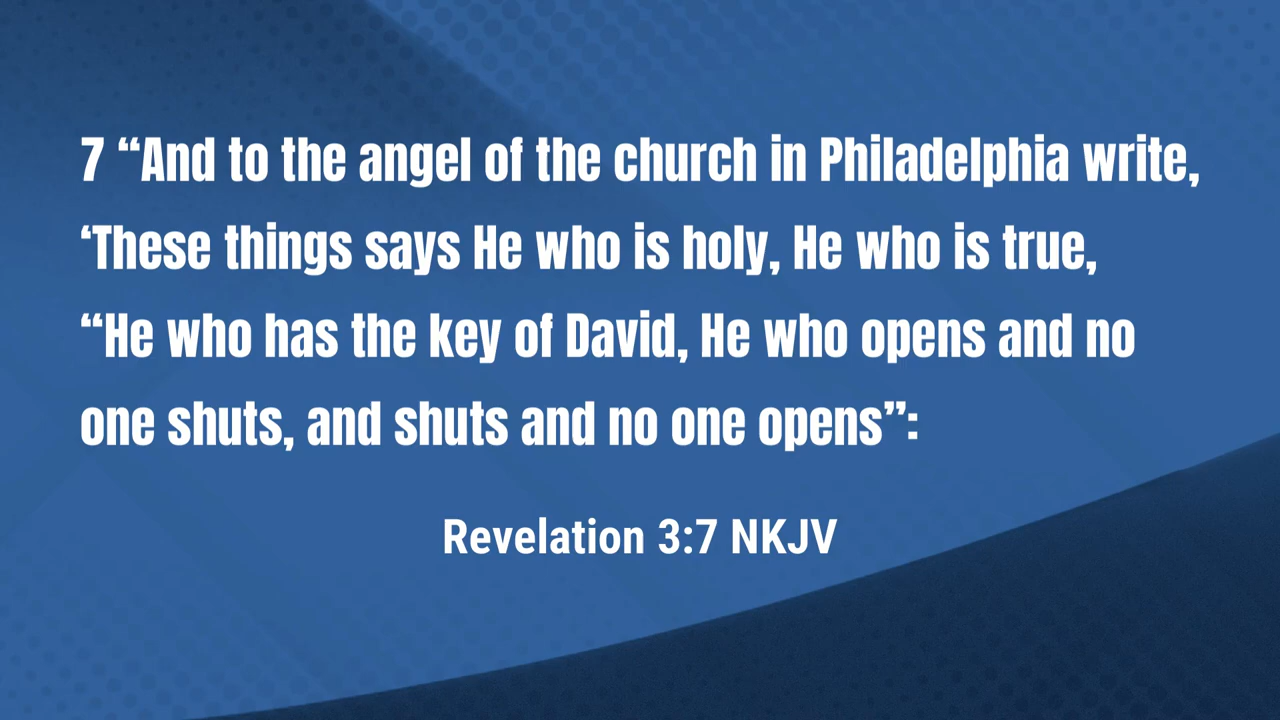 7 “And to the angel of the church in Philadelphia write,
‘These things says He who is holy, He who is true,
“He who has the key of David, He who opens and no
one shuts, and shuts and no one opens”:
Revelation 3:7 NKJV